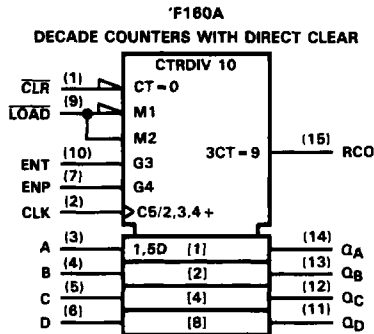 'F160A
DECADE COUNTERS WITH DIRECT CLEAR
CTRDIV 10
CLR (1) CT=0
LOAD (9) M1
M2
ENT (10) G3 3CT=9 (15) RCO
ENP (7) G4
CLK (2) C5/2,3,4+
A (3) 1,5D [1] (14) QA
B (4) [2] (13) QB
C (5) [4] (12) QC
D (6) [8] (11) QD